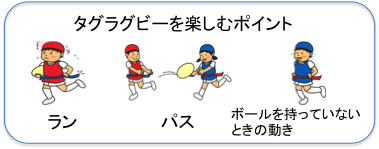 タグラグビーを楽しむポイント
ラン
パス
ボールを持っていない
ときの動き